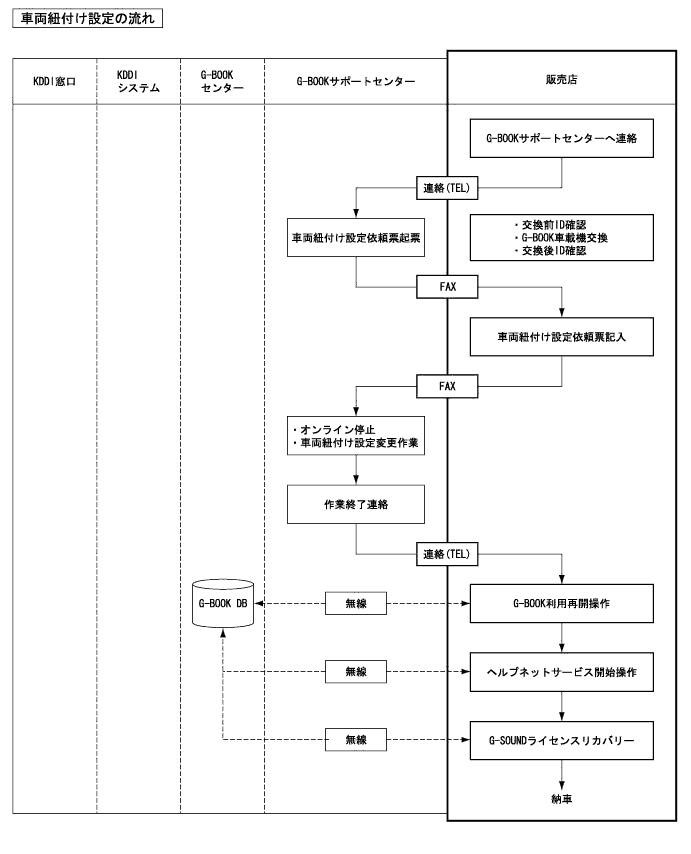 車両紐付け設定の流れ
KDDI窓口
KDDI
システム
G-BOOK
センター
G-BOOKサポートセンター
販売店
G-BOOKサポートセンターへ連絡
連絡(TEL)
車両紐付け設定依頼票起票
・交換前ID確認
・G-BOOK車載機交換
・交換後ID確認
FAX
車両紐付け設定依頼票記入
FAX
・オンライン停止
・車両紐付け設定変更作業
作業終了連絡
連絡(TEL)
G-BOOK DB
無線
G-BOOK利用再開操作
無線
ヘルプネットサービス開始操作
無線
G-SOUNDライセンスリカバリー
納車